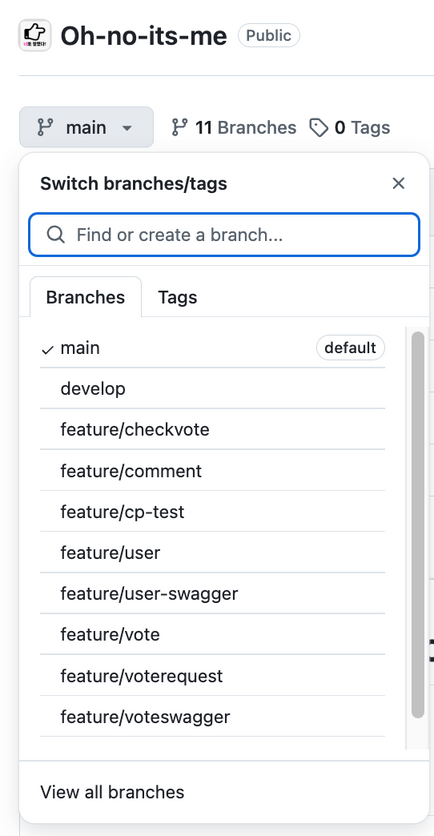 Oh-no-its-me Public
main 11 Branches 0 Tags
Switch branches/tags
Find or create a branch...
Branches Tags
main default
develop
feature/checkvote
feature/comment
feature/cp-test
feature/user
feature/user-swagger
feature/vote
feature/voterequest
feature/voteswagger
View all branches